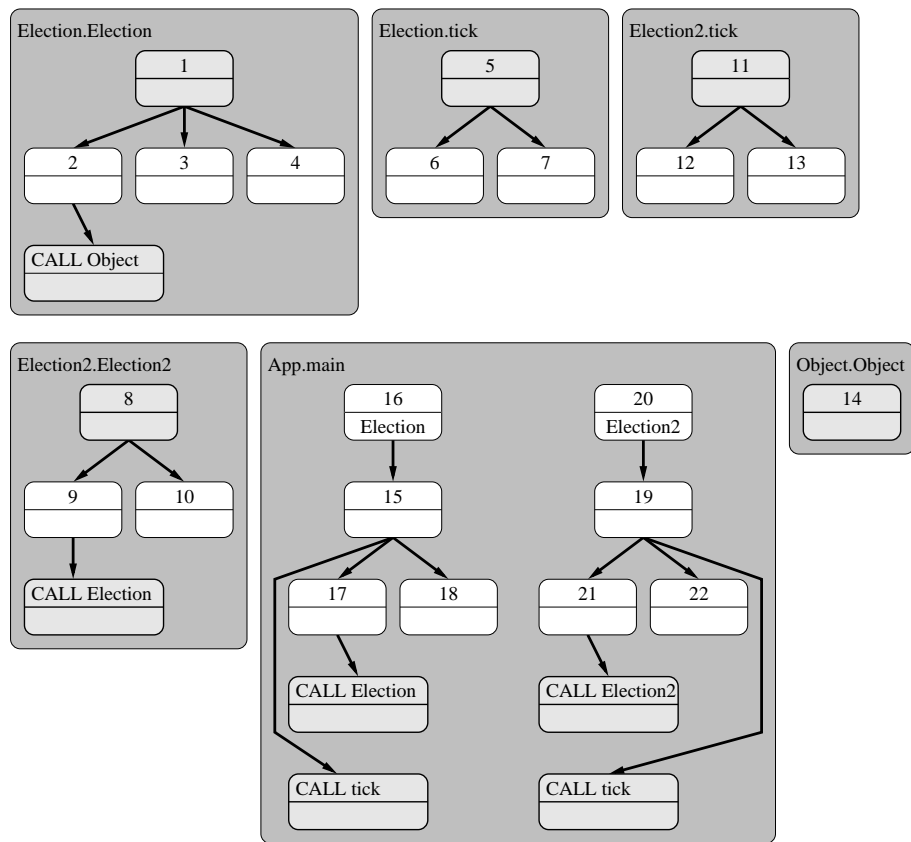 Election.Election
1
2
3
4
CALL Object
Election.tick
5
6
7
Election2.tick
11
12
13
Election2.Election2
8
9
10
CALL Election
App.main
16
Election
20
Election2
15
19
17
18
21
22
CALL Election
CALL Election2
CALL tick
CALL tick
Object.Object
14